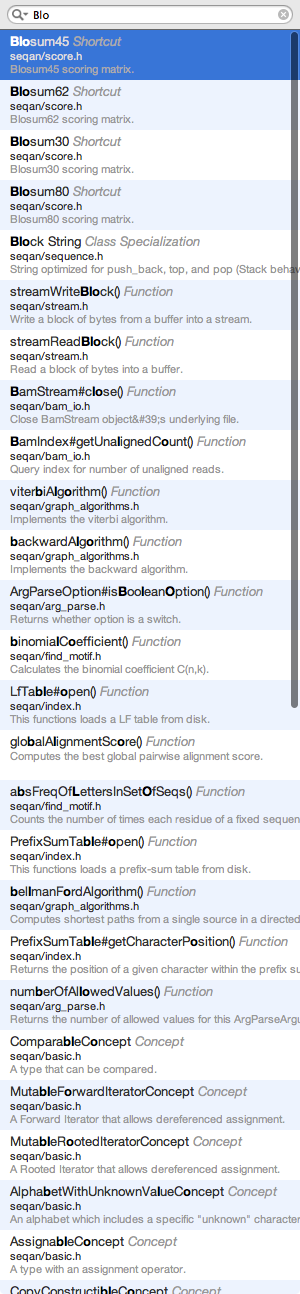 Blo
Blosum45 Shortcut
seqan/score.h
Blosum45 scoring matrix.
Blosum62 Shortcut
seqan/score.h
Blosum62 scoring matrix.
Blosum30 Shortcut
seqan/score.h
Blosum30 scoring matrix.
Blosum80 Shortcut
seqan/score.h
Blosum80 scoring matrix.
Block String Class Specialization
seqan/sequence.h
String optimized for push_back, top, and pop (Stack behav
streamWriteBlock() Function
seqan/stream.h
Write a block of bytes from a buffer into a stream.
streamReadBlock() Function
seqan/stream.h
Read a block of bytes into a buffer.
BamStream#close() Function
seqan/bam_io.h
Close BamStream object&#39;s underlying file.
BamIndex#getUnalignedCount() Function
seqan/bam_io.h
Query index for number of unaligned reads.
viterbiAlgorithm() Function
seqan/graph_algorithms.h
Implements the viterbi algorithm.
backwardAlgorithm() Function
seqan/graph_algorithms.h
Implements the backward algorithm.
ArgParseOption#isBooleanOption() Function
seqan/arg_parse.h
Returns whether option is a switch.
binomialCoefficient() Function
seqan/find_motif.h
Calculates the binomial coefficient C(n,k).
LfTable#open() Function
seqan/index.h
This functions loads a LF table from disk.
globalAlignmentScore() Function
Computes the best global pairwise alignment score.
absFreqOfLettersInSetOfSeqs() Function
seqan/find_motif.h
Counts the number of times each residue of a fixed sequen
PrefixSumTable#open() Function
seqan/index.h
This functions loads a prefix-sum table from disk.
bellmanFordAlgorithm() Function
seqan/graph_algorithms.h
Computes shortest paths from a single source in a directed
PrefixSumTable#getCharacterPosition() Function
seqan/index.h
Returns the position of a given character within the prefix su
numberOfAllowedValues() Function
seqan/arg_parse.h
Returns the number of allowed values for this ArgParseArgu
ComparableConcept Concept
seqan/basic.h
A type that can be compared.
MutableForwardIteratorConcept Concept
seqan/basic.h
A Forward Iterator that allows dereferenced assignment.
MutableRootedIteratorConcept Concept
seqan/basic.h
A Rooted Iterator that allows dereferenced assignment.
AlphabetWithUnknownValueConcept Concept
seqan/basic.h
An alphabet which includes a specific "unknown" character
AssignableConcept Concept
seqan/basic.h
A type with an assignment operator.
CopyConstructibleConcept Concept